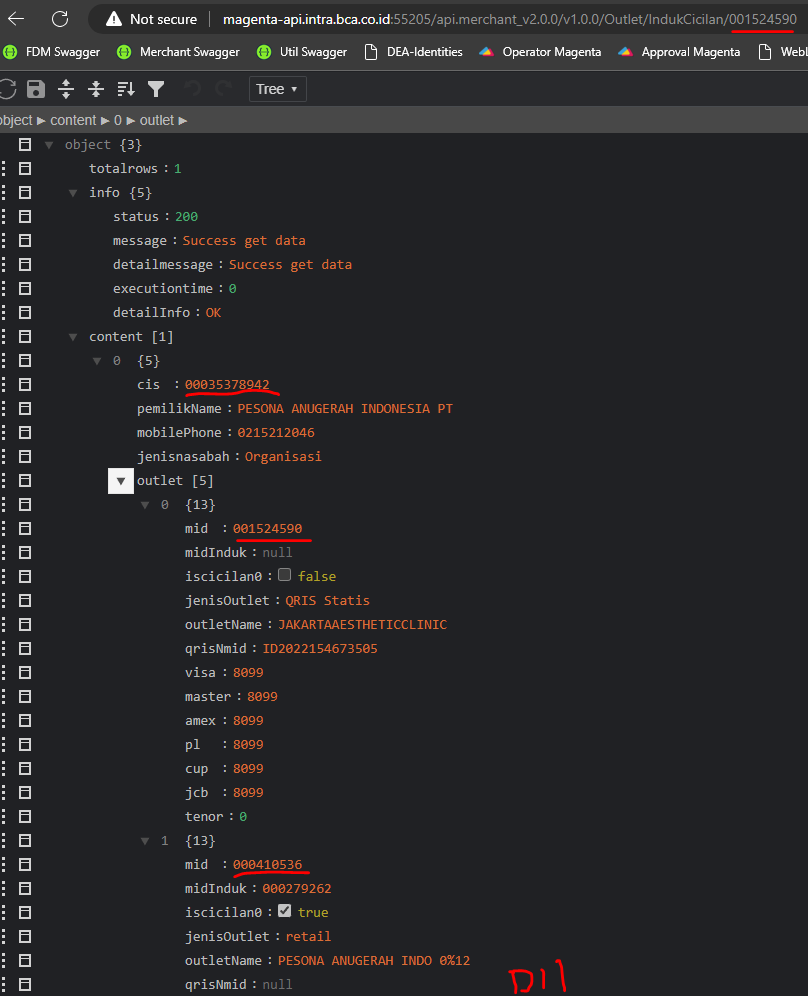 Not secure magenta-api.intra.bca.co.id:55205/api.merchant_v2.0.0/v1.0.0/Outlet/IndukCicilan/001524590
FDM Swagger Merchant Swagger Util Swagger DEA-Identities Operator Magenta Approval Magenta WebL
Tree ▾
object ▶ content ▶ 0 ▶ outlet ▶
object {3}
totalrows : 1
info {5}
status : 200
message : Success get data
detailmessage : Success get data
executiontime : 0
detailInfo : OK
content [1]
0 {5}
cis : 00035378942
pemilikName : PESONA ANUGERAH INDONESIA PT
mobilePhone : 0215212046
jenisnasabah : Organisasi
outlet [5]
0 {13}
mid : 001524590
midInduk : null
iscicilan0 : false
jenisOutlet : QRIS Statis
outletName : JAKARTAAESTHETICCLINIC
qrisNmid : ID2022154673505
visa : 8099
master : 8099
amex : 8099
pl : 8099
cup : 8099
jcb : 8099
tenor : 0
1 {13}
mid : 000410536
midInduk : 000279262
iscicilan0 : true
jenisOutlet : retail
outletName : PESONA ANUGERAH INDO 0%12
qrisNmid : null
Dll